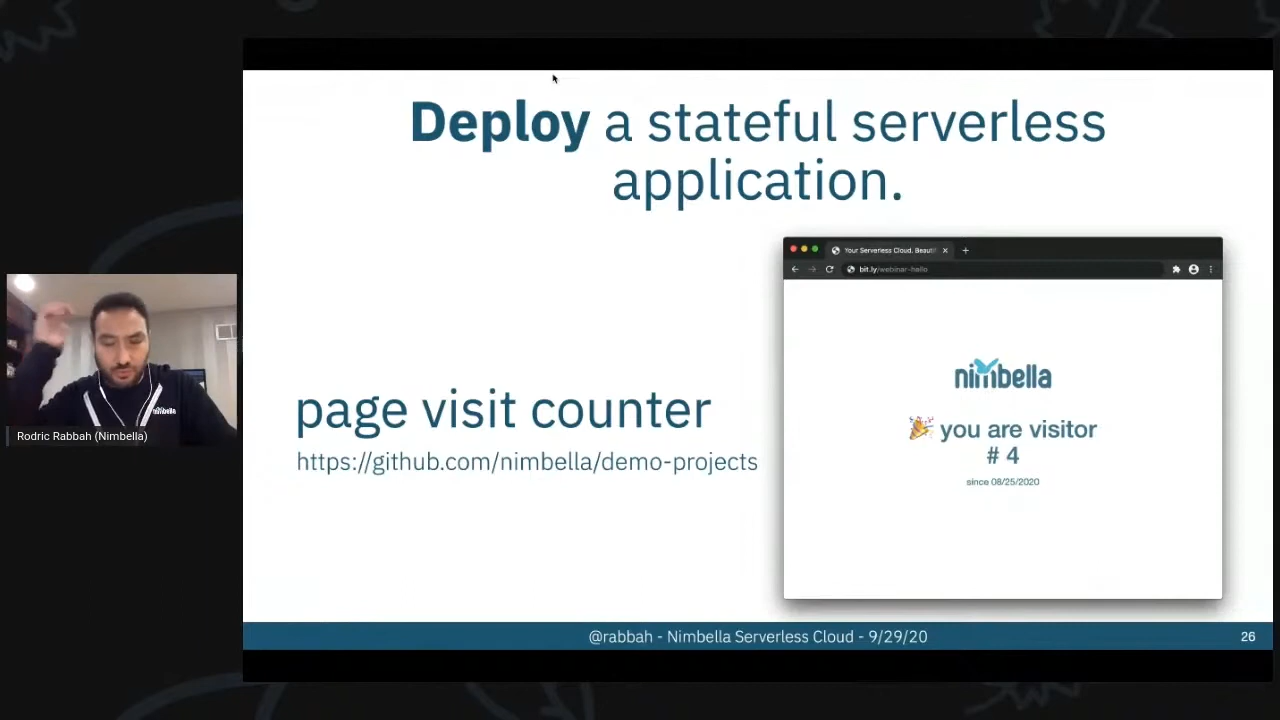 Deploy a stateful serverless
application.
Your Serverless Cloud. Beauti
bit.ly/webinar-hello
nimbella
🎉 you are visitor
# 4
since 08/25/2020
page visit counter
https://github.com/nimbella/demo-projects
nimbella
Rodric Rabbah (Nimbella)
@rabbah - Nimbella Serverless Cloud - 9/29/20
26